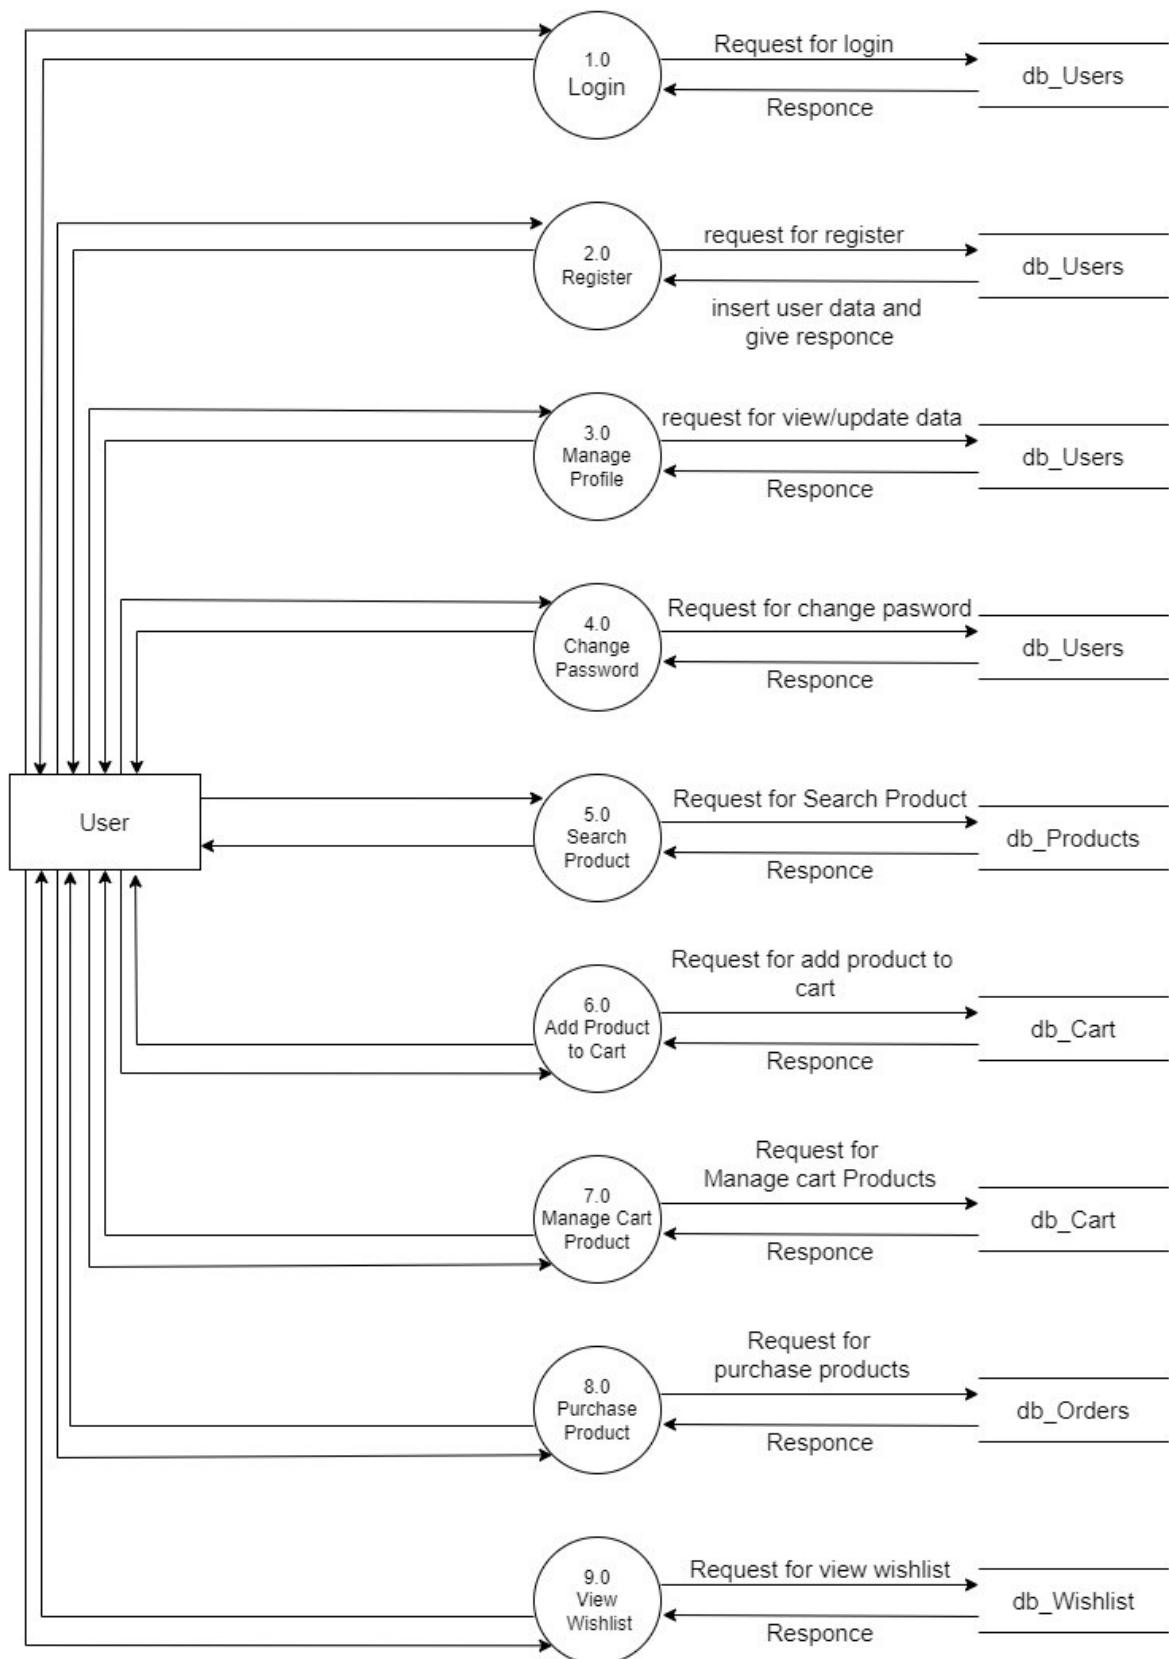 Request for login
1.0
Login
db_Users
Responce
request for register
2.0
Register
db_Users
insert user data and
give responce
request for view/update data
3.0
Manage
Profile
db_Users
Responce
Request for change pasword
4.0
Change
Password
db_Users
Responce
User
Request for Search Product
5.0
Search
Product
db_Products
Responce
Request for add product to
cart
6.0
Add Product
to Cart
db_Cart
Responce
Request for
Manage cart Products
7.0
Manage Cart
Product
db_Cart
Responce
Request for
purchase products
8.0
Purchase
Product
db_Orders
Responce
Request for view wishlist
9.0
View
Wishlist
db_Wishlist
Responce